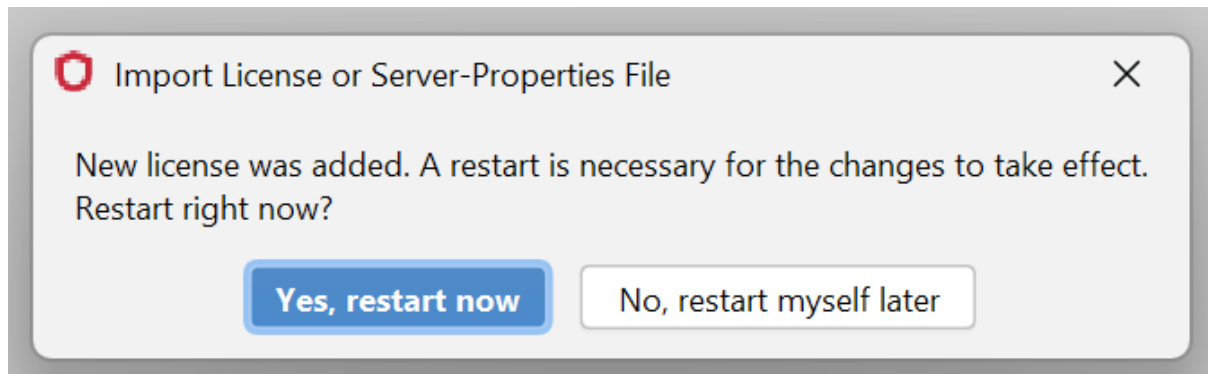 Import License or Server-Properties File
New license was added. A restart is necessary for the changes to take effect.
Restart right now?
Yes, restart now
No, restart myself later